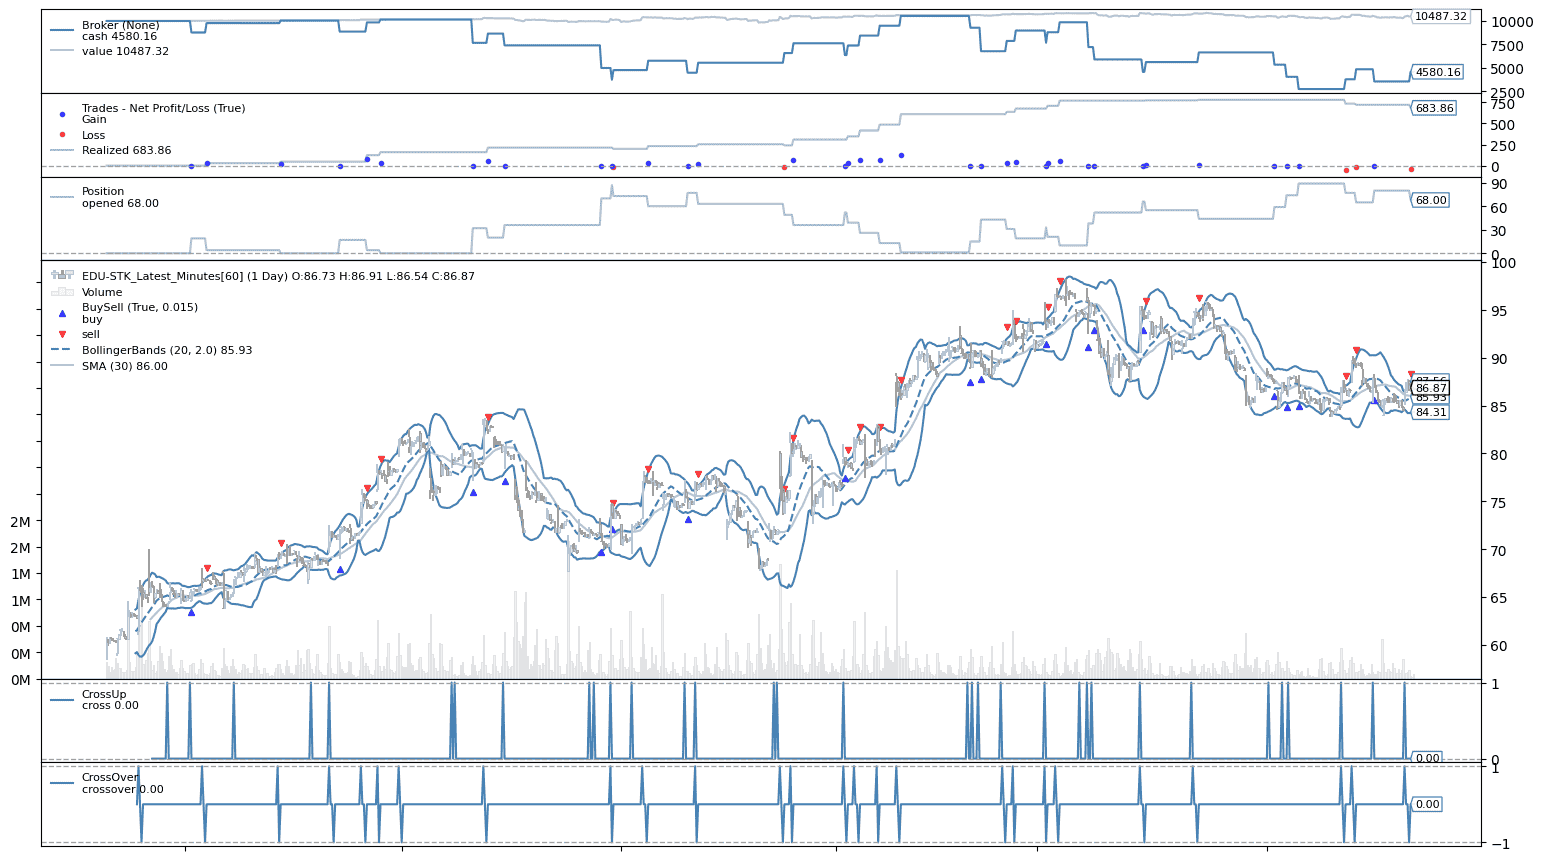 Broker (None)
cash 4580.16
value 10487.32
10487.32
4580.16
10000
7500
5000
2500
Trades - Net Profit/Loss (True)
Gain
Loss
Realized 683.86
683.86
750
500
250
0
Position
opened 68.00
68.00
90
60
30
0
EDU-STK_Latest_Minutes[60] (1 Day) O:86.73 H:86.91 L:86.54 C:86.87
Volume
BuySell (True, 0.015)
buy
sell
BollingerBands (20, 2.0) 85.93
SMA (30) 86.00
100
95
90
85
80
75
70
65
60
87.56
86.87
85.93
84.31
2M
2M
1M
1M
0M
0M
0M
CrossUp
cross 0.00
0.00
1
0
CrossOver
crossover 0.00
0.00
1
−1